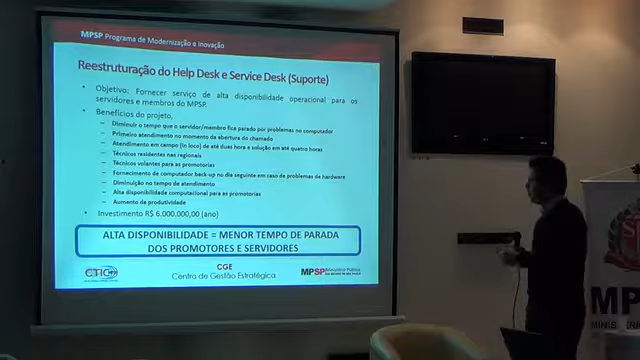 MPSP Programa de Modernização e Inovação
Reestruturação do Help Desk e Service Desk (Suporte)
• Objetivo: Fornecer serviço de alta disponibilidade operacional para os
servidores e membros do MPSP.
• Benefícios do projeto,
– Diminuir o tempo que o servidor/membro fica parado por problemas no computador
– Primeiro atendimento no momento da abertura do chamado
– Atendimento em campo (in loco) de até duas horas e solução em até quatro horas
– Técnicos residentes nas regionais
– Técnicos volantes para as promotorias
– Fornecimento de computador back-up no dia seguinte em caso de problemas de hardware
– Diminuição no tempo de atendimento
– Alta disponibilidade computacional para as promotorias
– Aumento de produtividade
• Investimento R$ 6.000.000,00 (ano)
ALTA DISPONIBILIDADE = MENOR TEMPO DE PARADA
DOS PROMOTORES E SERVIDORES
CTIC
CGE
Centro de Gestão Estratégica
MPSP Ministério Público
MP
MINIS